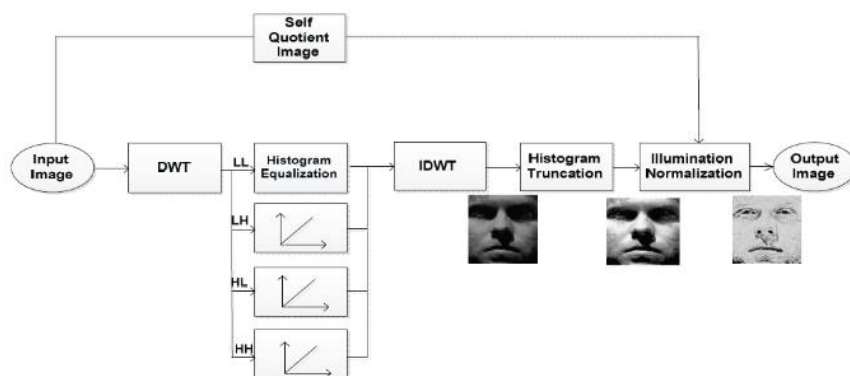 Self
Quotient
Image
Input
Image
DWT
LL
Histogram
Equalization
IDWT
Histogram
Truncation
Illumination
Normalization
Output
Image
LH
HL
HH